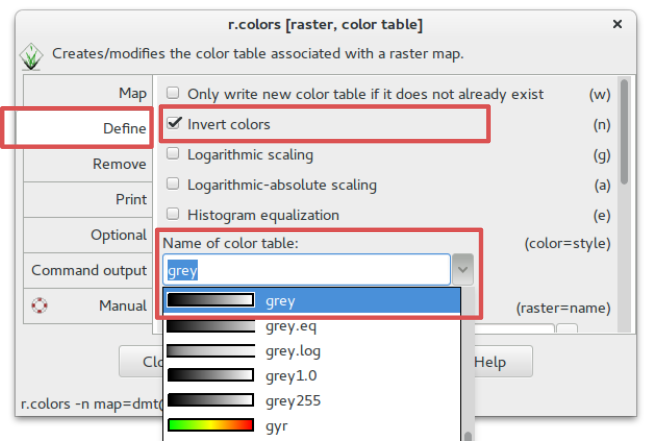 r.colors [raster, color table]
×
Creates/modifies the color table associated with a raster map.
Map
Only write new color table if it does not already exist (w)
Define
Invert colors (n)
Remove
Logarithmic scaling (g)
Logarithmic-absolute scaling (a)
Print
Histogram equalization (e)
Optional
Name of color table: (color=style)
Command output
grey
Manual
grey
(raster=name)
grey.eq
grey.log
Help
grey1.0
grey255
r.colors -n map=dmt
gyr